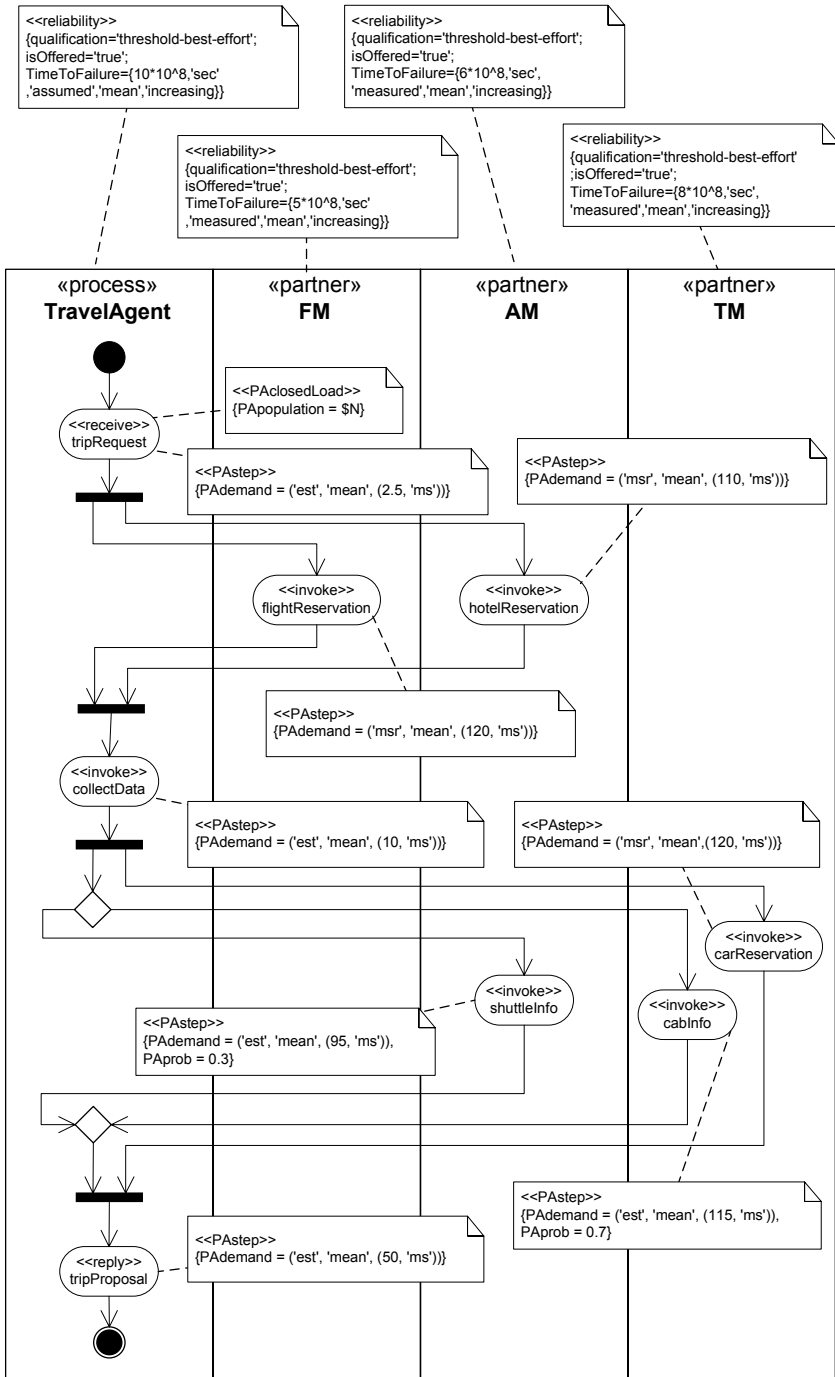 <<reliability>>
{qualification='threshold-best-effort';
isOffered='true';
TimeToFailure={10*10^8,'sec'
,'assumed','mean','increasing}}
<<reliability>>
{qualification='threshold-best-effort';
isOffered='true';
TimeToFailure={6*10^8,'sec',
'measured','mean','increasing}}
<<reliability>>
{qualification='threshold-best-effort';
isOffered='true';
TimeToFailure={5*10^8,'sec'
,'measured','mean','increasing}}
<<reliability>>
{qualification='threshold-best-effort'
;isOffered='true';
TimeToFailure={8*10^8,'sec',
'measured','mean','increasing}}
«process»
TravelAgent
«partner»
FM
«partner»
AM
«partner»
TM
<<PAclosedLoad>>
{PApopulation = $N}
<<receive>>
tripRequest
<<PAstep>>
{PAdemand = ('est', 'mean', (2.5, 'ms'))}
<<PAstep>>
{PAdemand = ('msr', 'mean', (110, 'ms'))}
<<invoke>>
flightReservation
<<invoke>>
hotelReservation
<<PAstep>>
{PAdemand = ('msr', 'mean', (120, 'ms'))}
<<invoke>>
collectData
<<PAstep>>
{PAdemand = ('est', 'mean', (10, 'ms'))}
<<PAstep>>
{PAdemand = ('msr', 'mean',(120, 'ms'))}
<<invoke>>
carReservation
<<invoke>>
shuttleInfo
<<invoke>>
cabInfo
<<PAstep>>
{PAdemand = ('est', 'mean', (95, 'ms')),
PAprob = 0.3}
<<PAstep>>
{PAdemand = ('est', 'mean', (115, 'ms')),
PAprob = 0.7}
<<reply>>
tripProposal
<<PAstep>>
{PAdemand = ('est', 'mean', (50, 'ms'))}